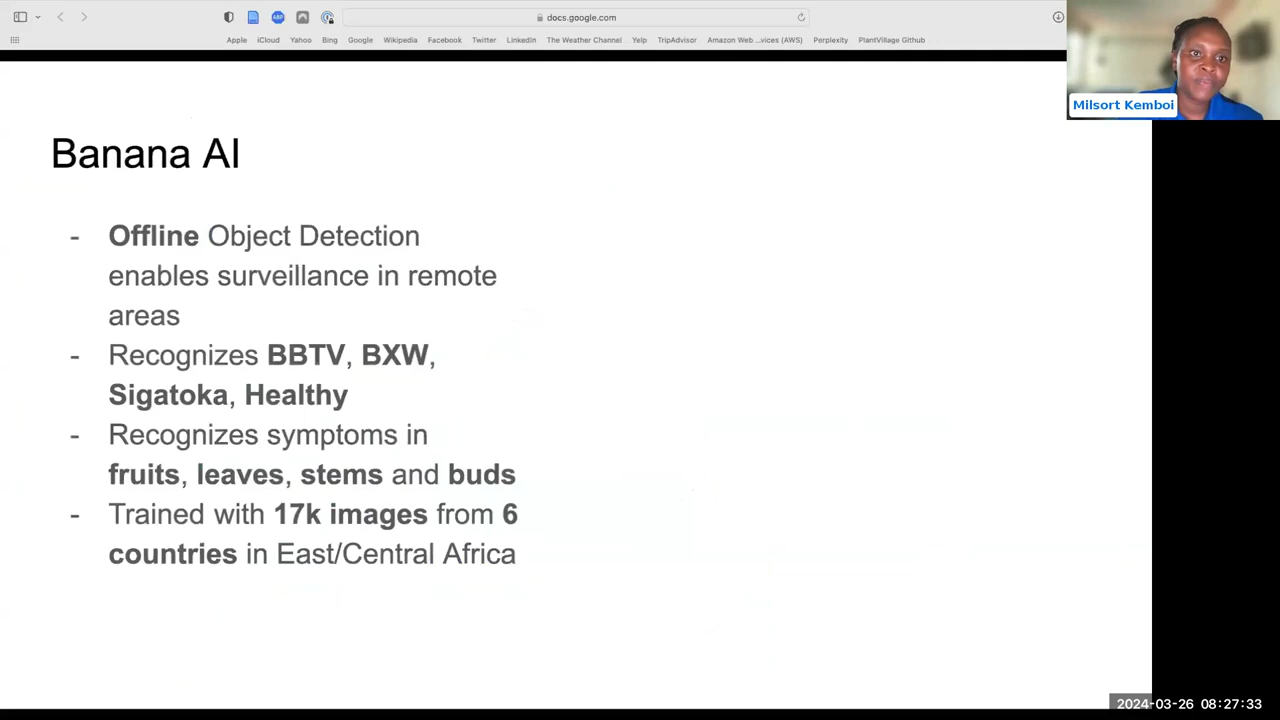 docs.google.com
Apple iCloud Yahoo Bing Google Wikipedia Facebook Twitter LinkedIn The Weather Channel Yelp TripAdvisor Amazon Web ...vices (AWS) Perplexity PlantVillage Github
Milsort Kemboi
Banana AI
- Offline Object Detection
enables surveillance in remote
areas
- Recognizes BBTV, BXW,
Sigatoka, Healthy
- Recognizes symptoms in
fruits, leaves, stems and buds
- Trained with 17k images from 6
countries in East/Central Africa
2024-03-26 08:27:33